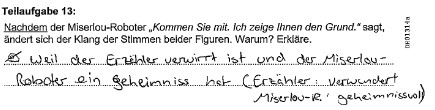 Teilaufgabe 13:
Nachdem der Miserlou-Roboter „Kommen Sie mit. Ich zeige Ihnen den Grund." sagt,
ändert sich der Klang der Stimmen beider Figuren. Warum? Erkläre.
Weil der Erzähler verwirrt ist und der Miserlou-
Roboter ein geheimniss hat (Erzähler: verwundert
Miserlou-R: geheimnissvoll)